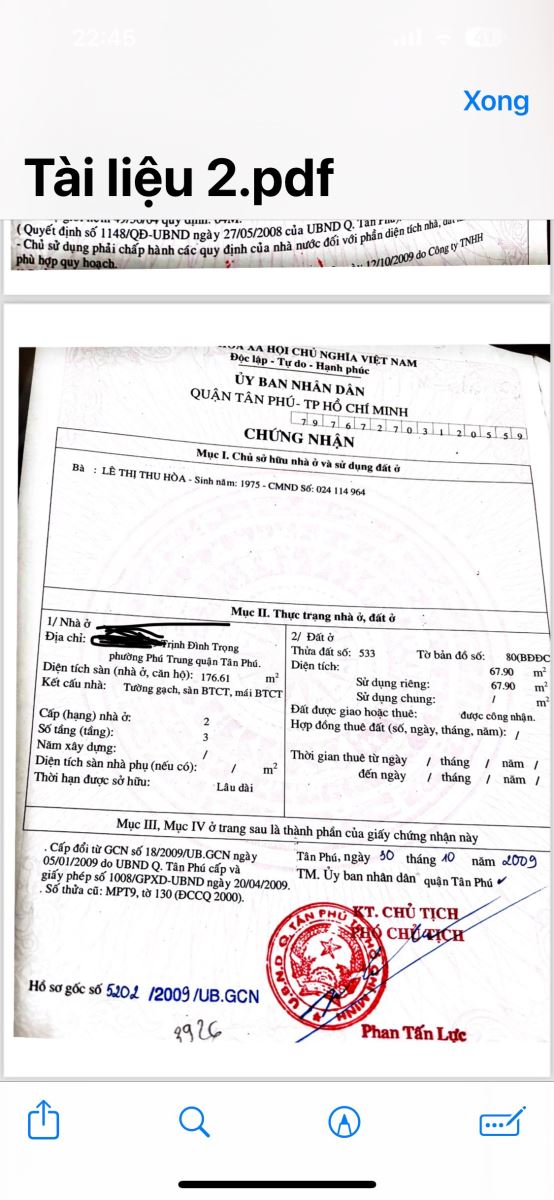 22:45
41
Xong
Tài liệu 2.pdf
( Quyết định số 1148/QĐ-UBND ngày 27/05/2008 của UBND Q. Tân Phú).
- Chủ sử dụng phải chấp hành các quy định của nhà nước đối với phần diện tích nhà, đất
phù hợp quy hoạch.
12/10/2009 do Công ty TNHH
XÃ HỘI CHỦ NGHĨA VIỆT NAM
Độc lập - Tự do - Hạnh phúc
ỦY BAN NHÂN DÂN
QUẬN TÂN PHÚ- TP HỒ CHÍ MINH
7 9 7 6 7 2 7 0 3 1 2 0 5 5 9
CHỨNG NHẬN
Mục I. Chủ sở hữu nhà ở và sử dụng đất ở
Bà : LÊ THỊ THU HÒA - Sinh năm: 1975 - CMND Số: 024 114 964
Mục II. Thực trạng nhà ở, đất ở
1/ Nhà ở
Địa chỉ: Trịnh Đình Trọng
phường Phú Trung quận Tân Phú.
Diện tích sàn (nhà ở, căn hộ): 176.61 m2
Kết cấu nhà: Tường gạch, sàn BTCT, mái BTCT
Cấp (hạng) nhà ở: 2
Số tầng (tầng): 3
Năm xây dựng: /
Diện tích sàn nhà phụ (nếu có): / m2
Thời hạn được sở hữu: Lâu dài
2/ Đất ở
Thửa đất số: 533 Tờ bản đồ số: 80(BĐĐC
Diện tích: 67.90 m2
Sử dụng riêng: 67.90 m2
Sử dụng chung: / m2
Đất được giao hoặc thuê: được công nhận.
Hợp đồng thuê đất (số, ngày, tháng, năm): /
Thời gian thuê từ ngày / tháng / năm /
đến ngày / tháng / năm /
Mục III, Mục IV ở trang sau là thành phần của giấy chứng nhận này
. Cấp đổi từ GCN số 18/2009/UB.GCN ngày
05/01/2009 do UBND Q. Tân Phú cấp và
giấy phép số 1008/GPXD-UBND ngày 20/04/2009.
. Số thửa cũ: MPT9, tờ 130 (ĐCCQ 2000).
Tân Phú, ngày 30 tháng 10 năm 2009
TM. Ủy ban nhân dân quận Tân Phú
KT. CHỦ TỊCH
PHÓ CHỦ TỊCH
U.B.N.D Q. TÂN PHÚ T.P HỒ CHÍ MINH
Hồ sơ gốc số 5202 /2009/UB.GCN
3926
Phan Tấn Lực